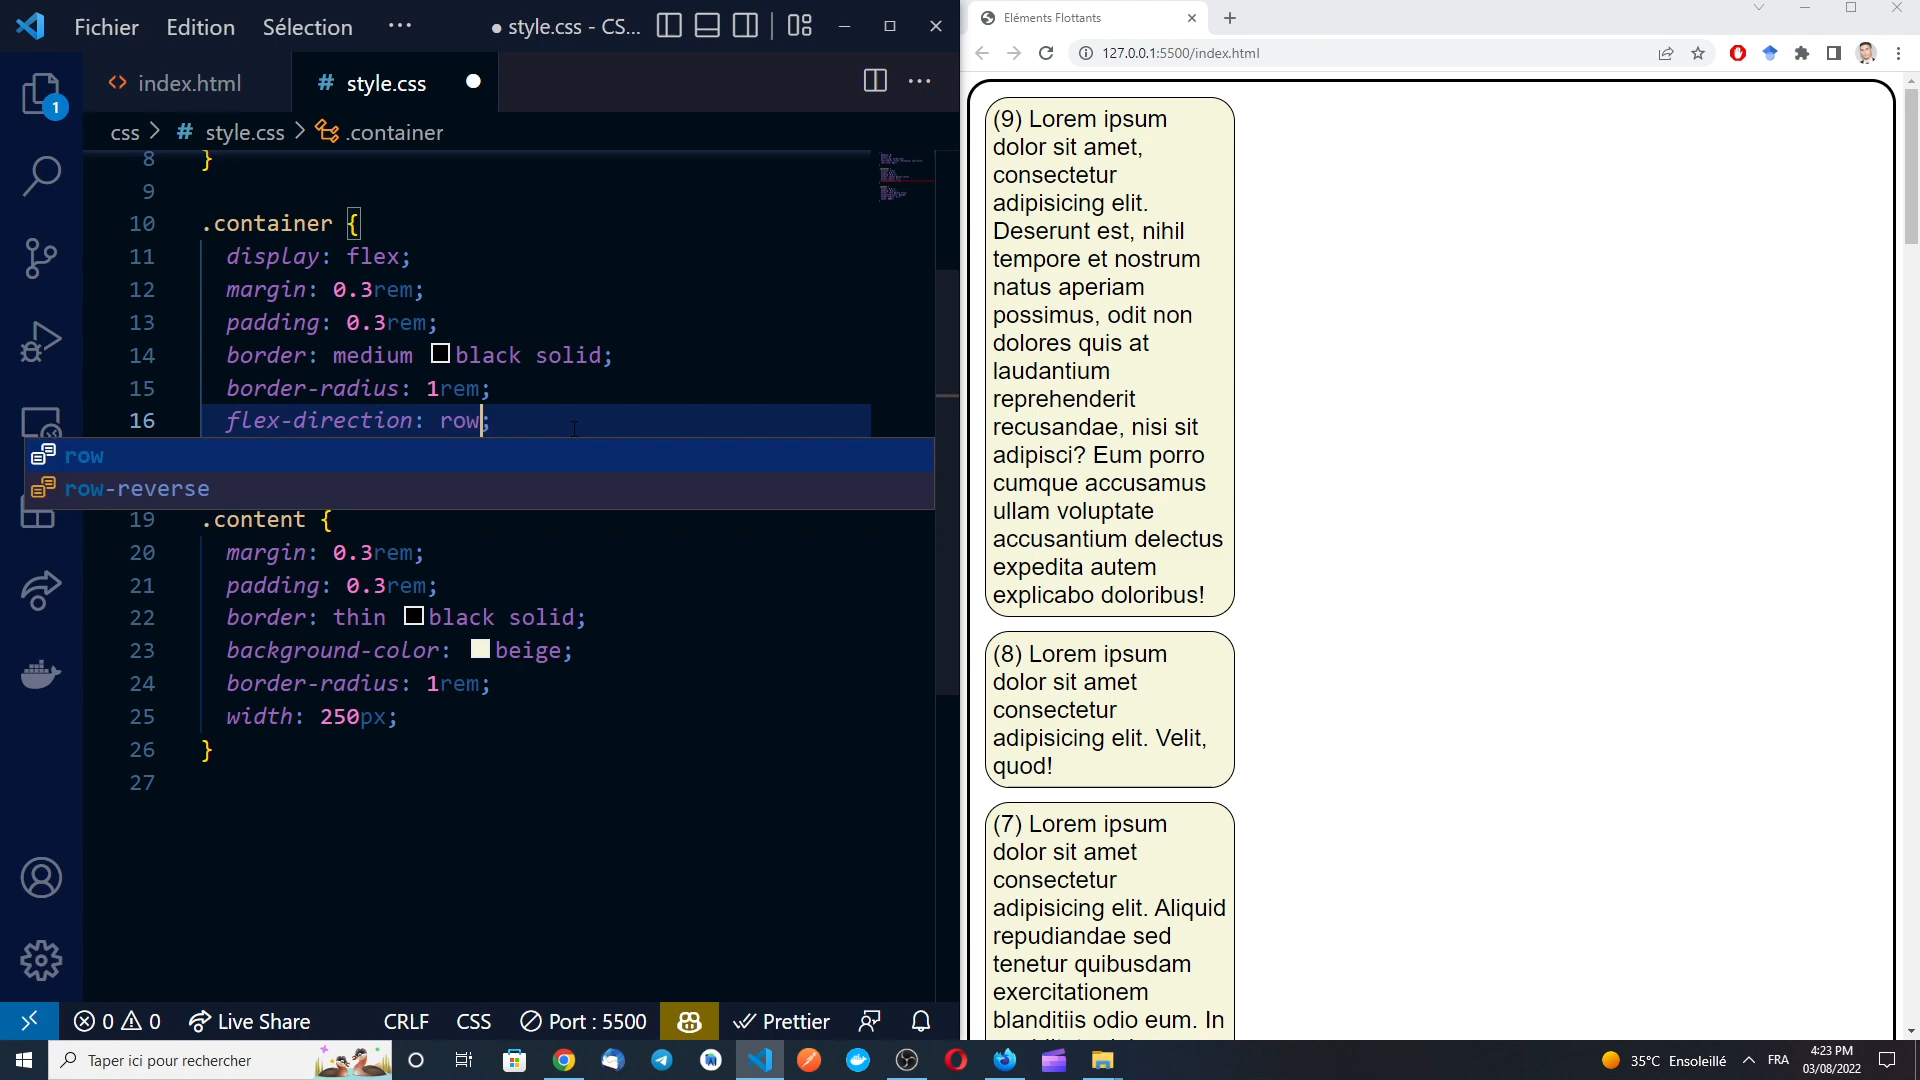 Fichier Edition Sélection ··· ● style.css - CS...
<> index.html # style.css ●
css > # style.css > .container
8 }
9
10 .container {
11 display: flex;
12 margin: 0.3rem;
13 padding: 0.3rem;
14 border: medium black solid;
15 border-radius: 1rem;
16 flex-direction: row;
row
row-reverse
19 .content {
20 margin: 0.3rem;
21 padding: 0.3rem;
22 border: thin black solid;
23 background-color: beige;
24 border-radius: 1rem;
25 width: 250px;
26 }
27
1
0 0 Live Share CRLF CSS Port : 5500 Prettier
Eléments Flottants
127.0.0.1:5500/index.html
(9) Lorem ipsum
dolor sit amet,
consectetur
adipisicing elit.
Deserunt est, nihil
tempore et nostrum
natus aperiam
possimus, odit non
dolores quis at
laudantium
reprehenderit
recusandae, nisi sit
adipisci? Eum porro
cumque accusamus
ullam voluptate
accusantium delectus
expedita autem
explicabo doloribus!
(8) Lorem ipsum
dolor sit amet
consectetur
adipisicing elit. Velit,
quod!
(7) Lorem ipsum
dolor sit amet
consectetur
adipisicing elit. Aliquid
repudiandae sed
tenetur quibusdam
exercitationem
blanditiis odio eum. In
Taper ici pour rechercher
35°C Ensoleillé FRA
4:23 PM
03/08/2022